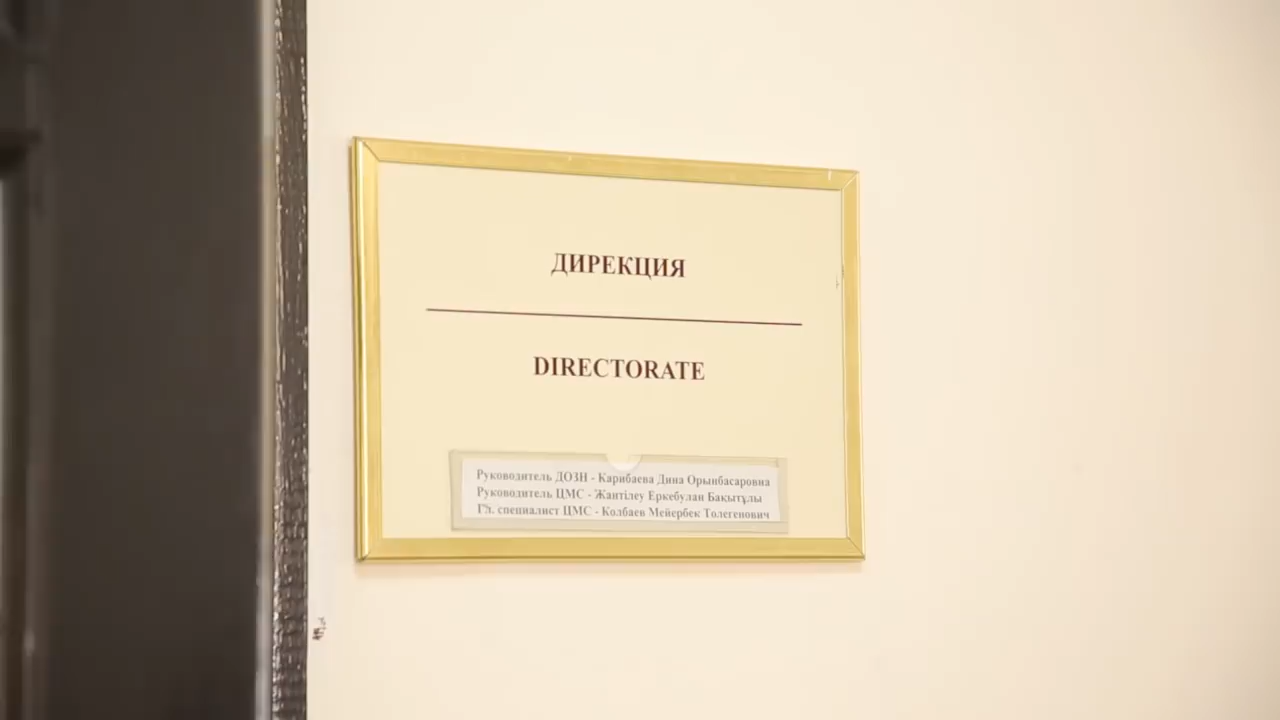 ДИРЕКЦИЯ
DIRECTORATE
Руководитель ДОЗН - Карибаева Дина Орынбасаровна
Руководитель ЦМС - Жантілеу Еркебулан Бақытұлы
Гл. специалист ЦМС - Колбаев Мейербек Толегенович